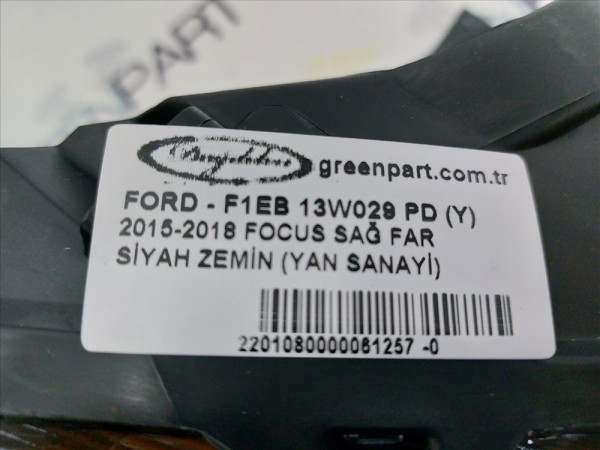 PART
greenpart.com.tr
FORD - F1EB 13W029 PD (Y)
2015-2018 FOCUS SAĞ FAR
SİYAH ZEMİN (YAN SANAYİ)
2201080000061257 -0